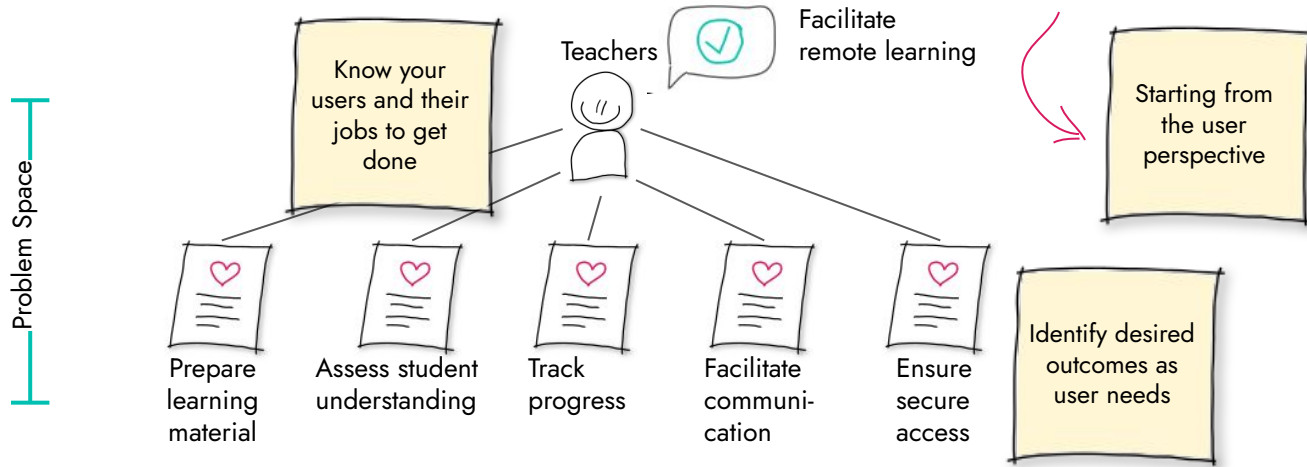 Facilitate
remote learning
Teachers
Know your
users and their
jobs to get
done
Starting from
the user
perspective
Problem Space
Prepare
learning
material
Assess student
understanding
Track
progress
Facilitate
communi-
cation
Ensure
secure
access
Identify desired
outcomes as
user needs